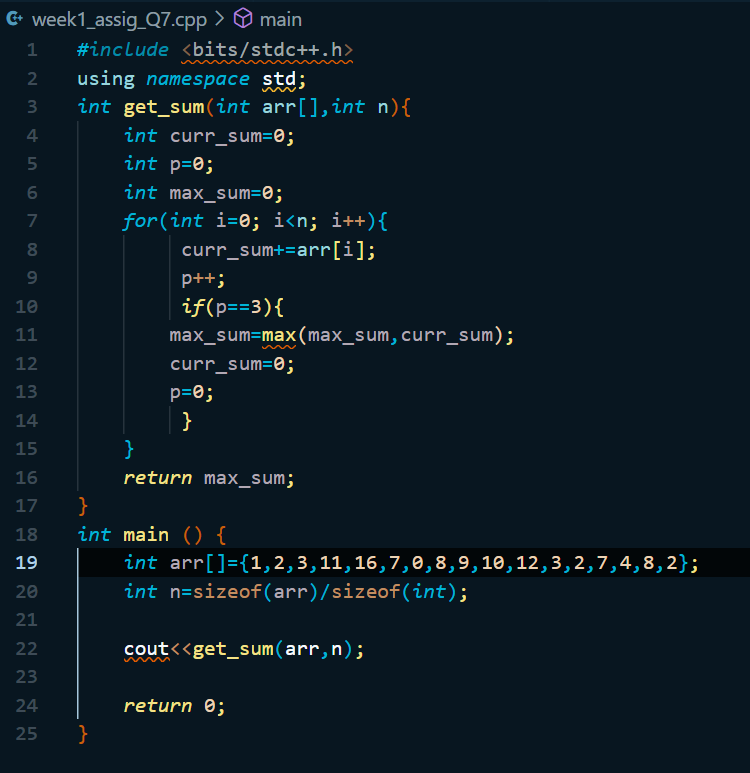 week1_assig_Q7.cpp > main
1 #include <bits/stdc++.h>
2 using namespace std;
3 int get_sum(int arr[],int n){
4 int curr_sum=0;
5 int p=0;
6 int max_sum=0;
7 for(int i=0; i<n; i++){
8 curr_sum+=arr[i];
9 p++;
10 if(p==3){
11 max_sum=max(max_sum,curr_sum);
12 curr_sum=0;
13 p=0;
14 }
15 }
16 return max_sum;
17 }
18 int main () {
19 int arr[]={1,2,3,11,16,7,0,8,9,10,12,3,2,7,4,8,2};
20 int n=sizeof(arr)/sizeof(int);
21
22 cout<<get_sum(arr,n);
23
24 return 0;
25 }